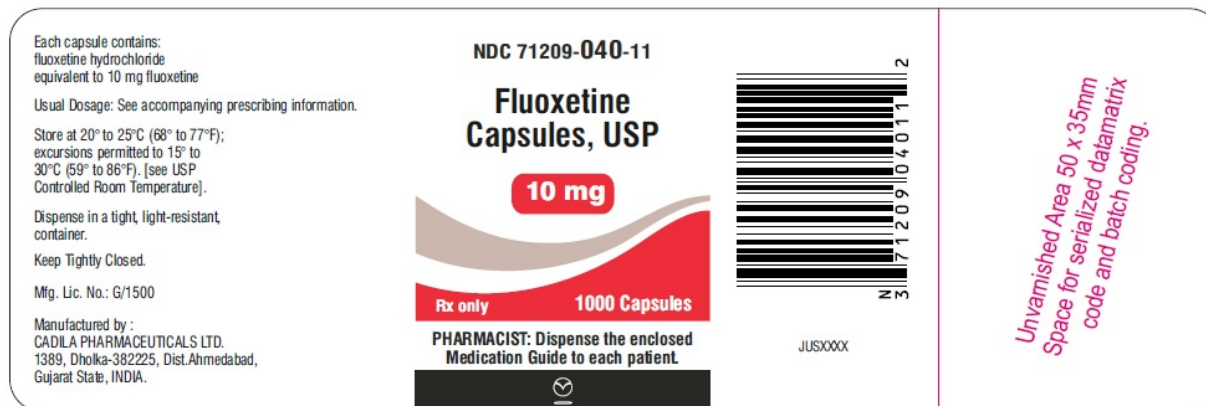 Each capsule contains:
fluoxetine hydrochloride
equivalent to 10 mg fluoxetine
Usual Dosage: See accompanying prescribing information.
Store at 20° to 25°C (68° to 77°F);
excursions permitted to 15° to
30°C (59° to 86°F). [see USP
Controlled Room Temperature].
Dispense in a tight, light-resistant,
container.
Keep Tightly Closed.
Mfg. Lic. No.: G/1500
Manufactured by :
CADILA PHARMACEUTICALS LTD.
1389, Dholka-382225, Dist.Ahmedabad,
Gujarat State, INDIA.
NDC 71209-040-11
Fluoxetine
Capsules, USP
10 mg
Rx only
1000 Capsules
PHARMACIST: Dispense the enclosed
Medication Guide to each patient.
N
3 71209 04011 2
JUSXXXX
Unvarnished Area 50 x 35mm
Space for serialized datamatrix
code and batch coding.